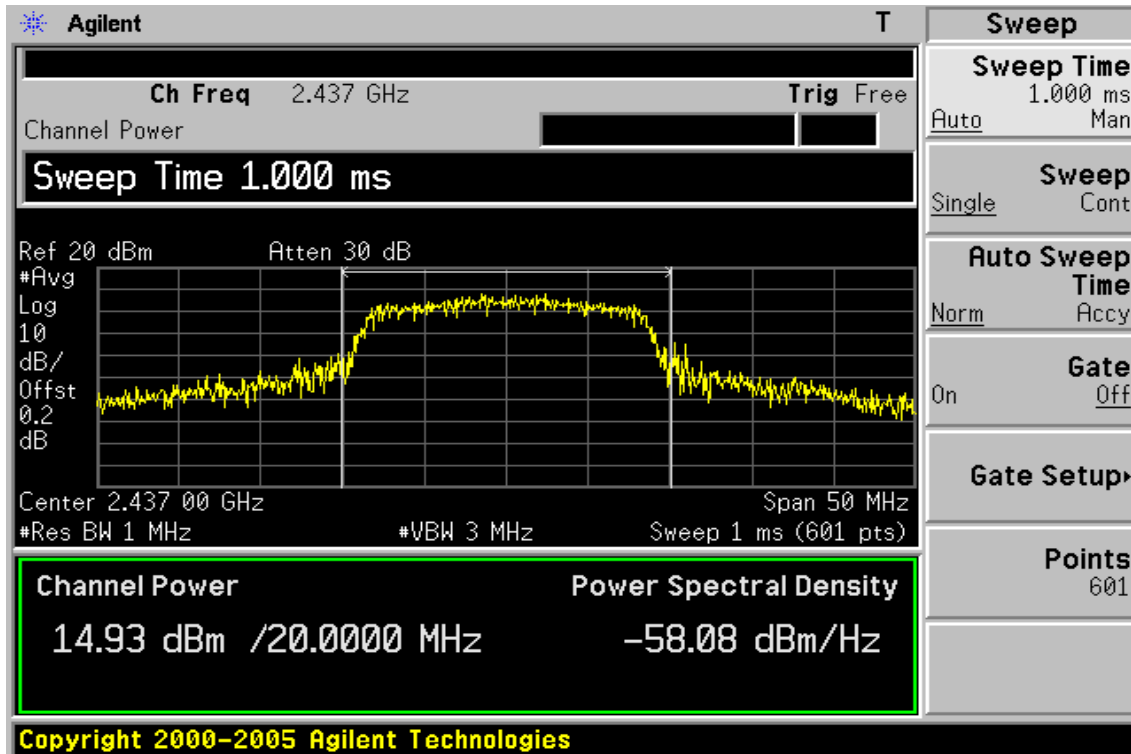 Agilent T
Ch Freq 2.437 GHz Trig Free
Channel Power
Sweep Time 1.000 ms
Ref 20 dBm Atten 30 dB
#Avg
Log
10
dB/
Offst
0.2
dB
Center 2.437 00 GHz Span 50 MHz
#Res BW 1 MHz #VBW 3 MHz Sweep 1 ms (601 pts)
Channel Power Power Spectral Density
14.93 dBm /20.0000 MHz -58.08 dBm/Hz
Copyright 2000-2005 Agilent Technologies
Sweep
Sweep Time
1.000 ms
Auto Man
Sweep
Single Cont
Auto Sweep
Time
Norm Accy
Gate
On Off
Gate Setup▸
Points
601